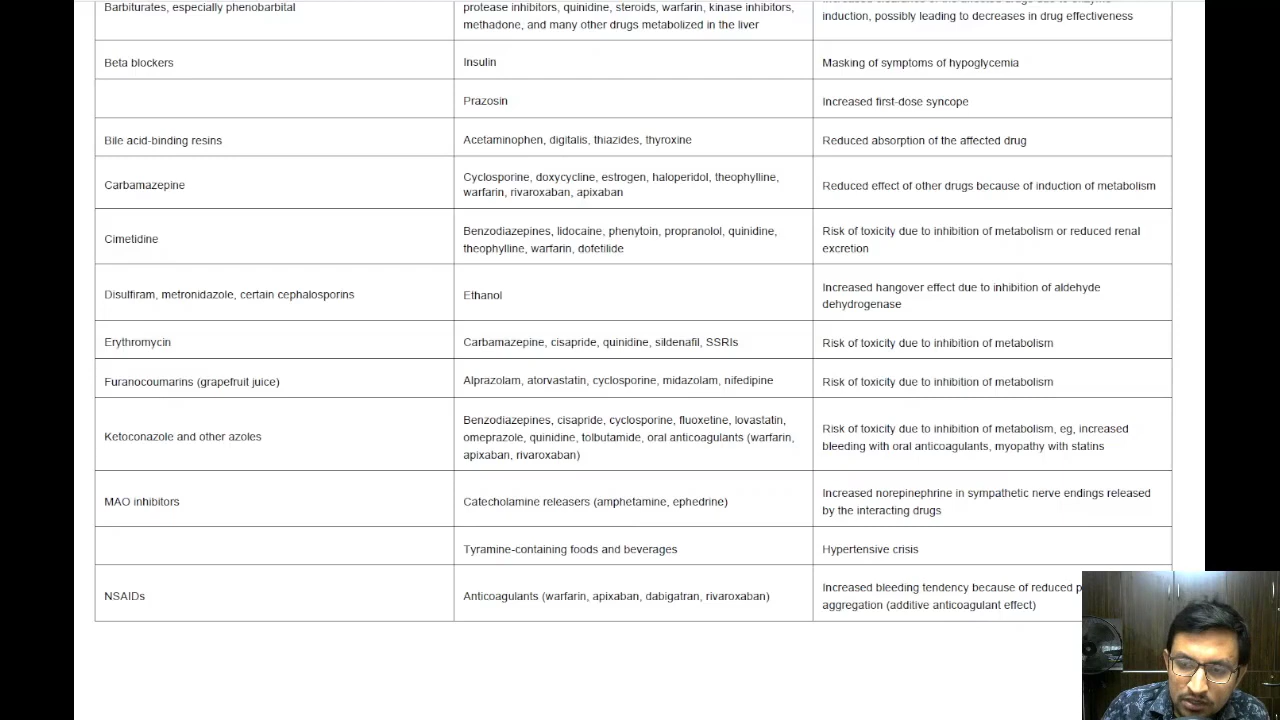 Barbiturates, especially phenobarbital
protease inhibitors, quinidine, steroids, warfarin, kinase inhibitors,
methadone, and many other drugs metabolized in the liver
induction, possibly leading to decreases in drug effectiveness
Beta blockers
Insulin
Masking of symptoms of hypoglycemia
Prazosin
Increased first-dose syncope
Bile acid-binding resins
Acetaminophen, digitalis, thiazides, thyroxine
Reduced absorption of the affected drug
Carbamazepine
Cyclosporine, doxycycline, estrogen, haloperidol, theophylline,
warfarin, rivaroxaban, apixaban
Reduced effect of other drugs because of induction of metabolism
Cimetidine
Benzodiazepines, lidocaine, phenytoin, propranolol, quinidine,
theophylline, warfarin, dofetilide
Risk of toxicity due to inhibition of metabolism or reduced renal
excretion
Disulfiram, metronidazole, certain cephalosporins
Ethanol
Increased hangover effect due to inhibition of aldehyde
dehydrogenase
Erythromycin
Carbamazepine, cisapride, quinidine, sildenafil, SSRIs
Risk of toxicity due to inhibition of metabolism
Furanocoumarins (grapefruit juice)
Alprazolam, atorvastatin, cyclosporine, midazolam, nifedipine
Risk of toxicity due to inhibition of metabolism
Ketoconazole and other azoles
Benzodiazepines, cisapride, cyclosporine, fluoxetine, lovastatin,
omeprazole, quinidine, tolbutamide, oral anticoagulants (warfarin,
apixaban, rivaroxaban)
Risk of toxicity due to inhibition of metabolism, eg, increased
bleeding with oral anticoagulants, myopathy with statins
MAO inhibitors
Catecholamine releasers (amphetamine, ephedrine)
Increased norepinephrine in sympathetic nerve endings released
by the interacting drugs
Tyramine-containing foods and beverages
Hypertensive crisis
NSAIDs
Anticoagulants (warfarin, apixaban, dabigatran, rivaroxaban)
Increased bleeding tendency because of reduced
aggregation (additive anticoagulant effect)